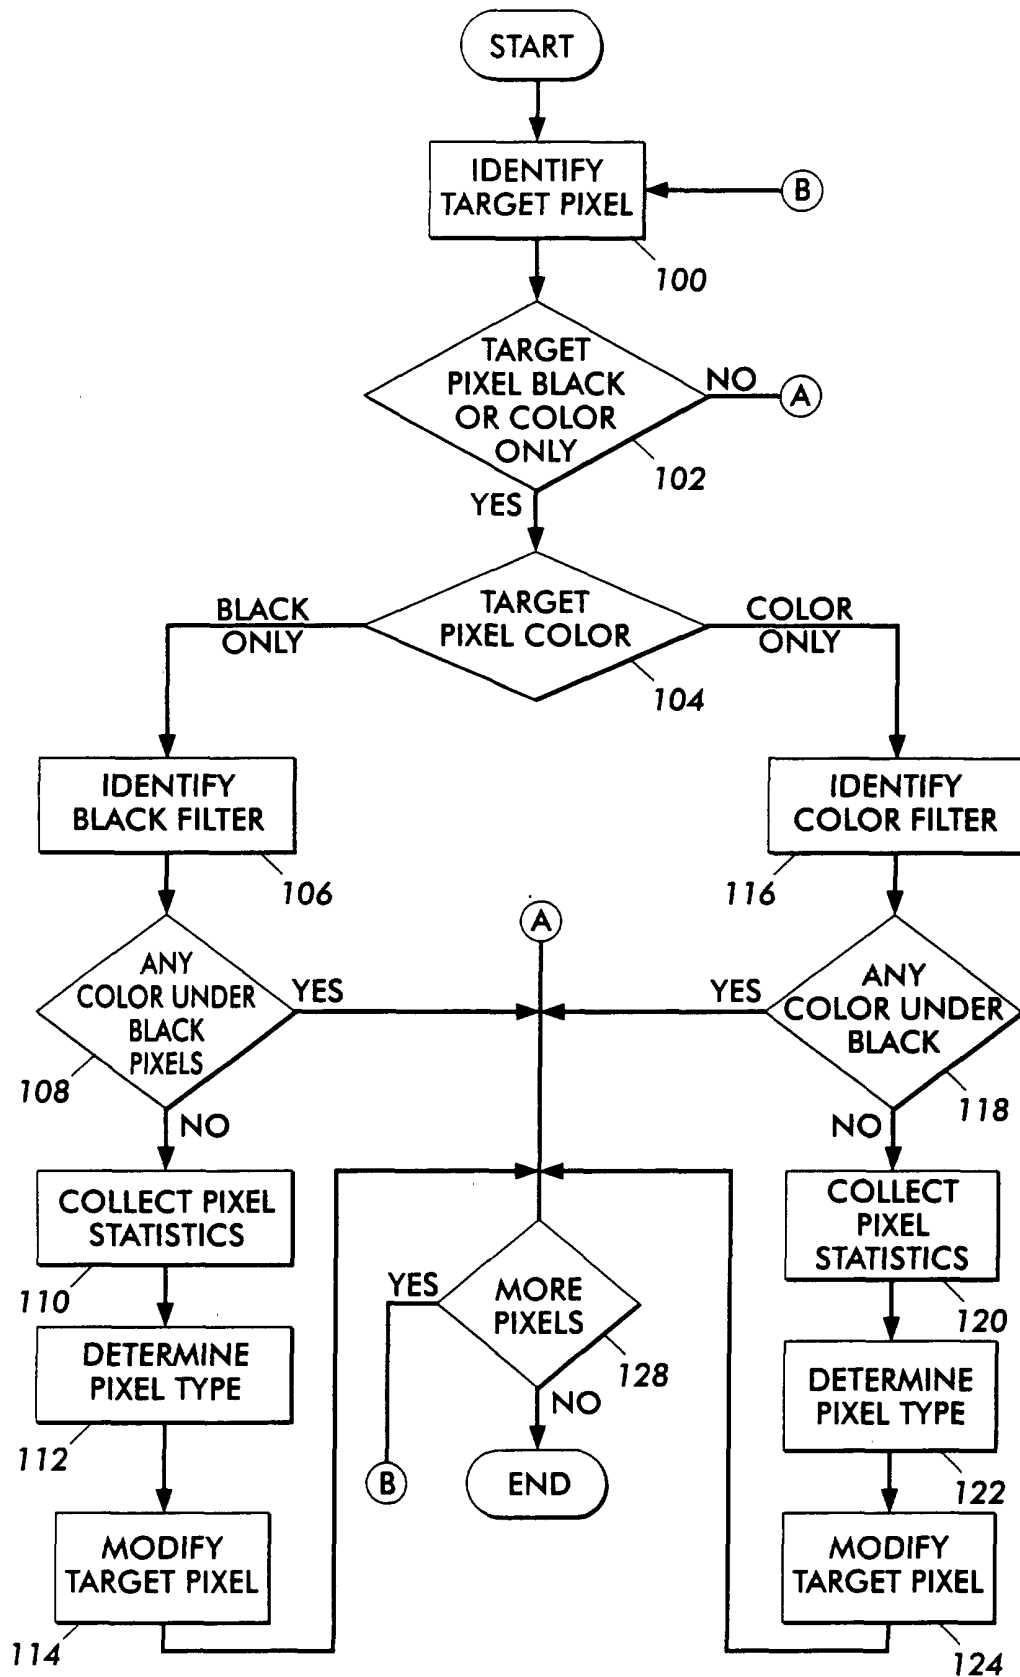 START
IDENTIFY
TARGET PIXEL
B
100
TARGET
PIXEL BLACK
OR COLOR
ONLY
NO
A
102
YES
TARGET
PIXEL COLOR
BLACK
ONLY
COLOR
ONLY
104
IDENTIFY
BLACK FILTER
106
IDENTIFY
COLOR FILTER
116
A
ANY
COLOR UNDER
BLACK
PIXELS
YES
108
NO
YES
ANY
COLOR UNDER
BLACK
118
NO
COLLECT PIXEL
STATISTICS
110
COLLECT
PIXEL
STATISTICS
120
YES
MORE
PIXELS
128
NO
DETERMINE
PIXEL TYPE
112
DETERMINE
PIXEL TYPE
122
B
END
MODIFY
TARGET PIXEL
114
MODIFY
TARGET PIXEL
124